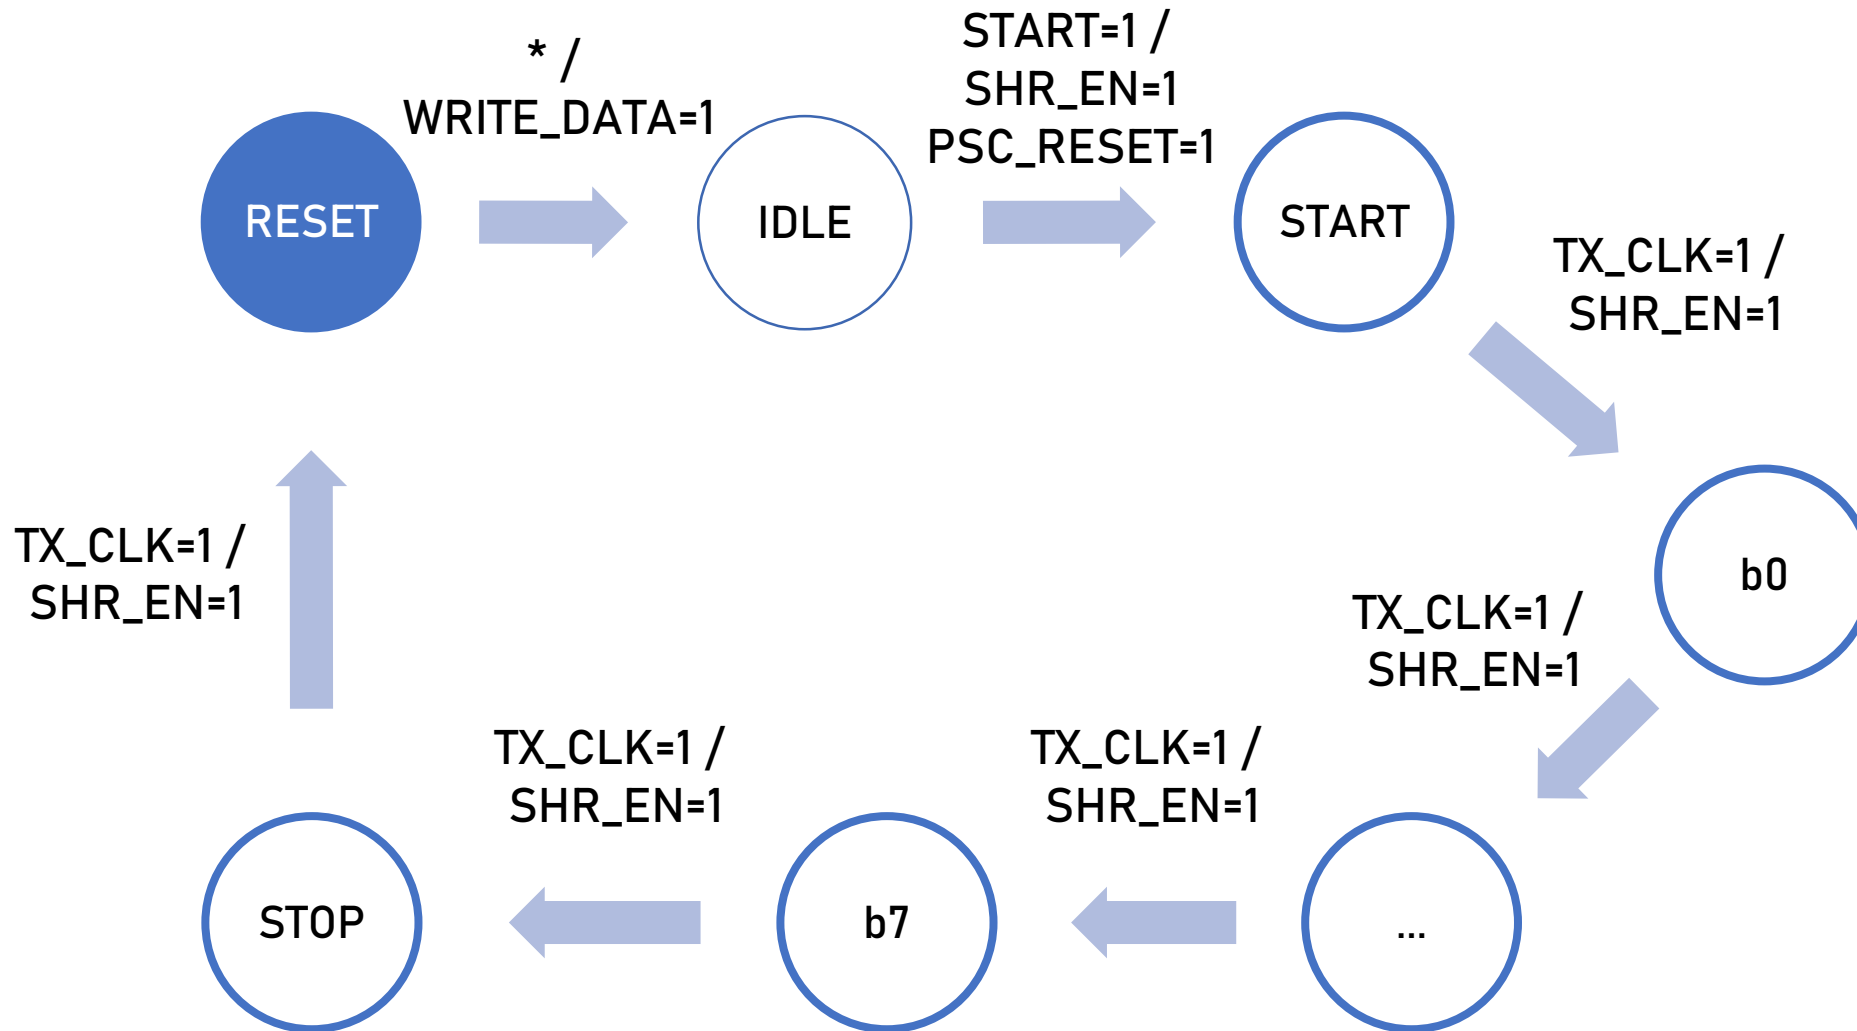 * /
WRITE_DATA=1
START=1 /
SHR_EN=1
PSC_RESET=1
RESET
IDLE
START
TX_CLK=1 /
SHR_EN=1
b0
TX_CLK=1 /
SHR_EN=1
...
TX_CLK=1 /
SHR_EN=1
b7
TX_CLK=1 /
SHR_EN=1
STOP
TX_CLK=1 /
SHR_EN=1